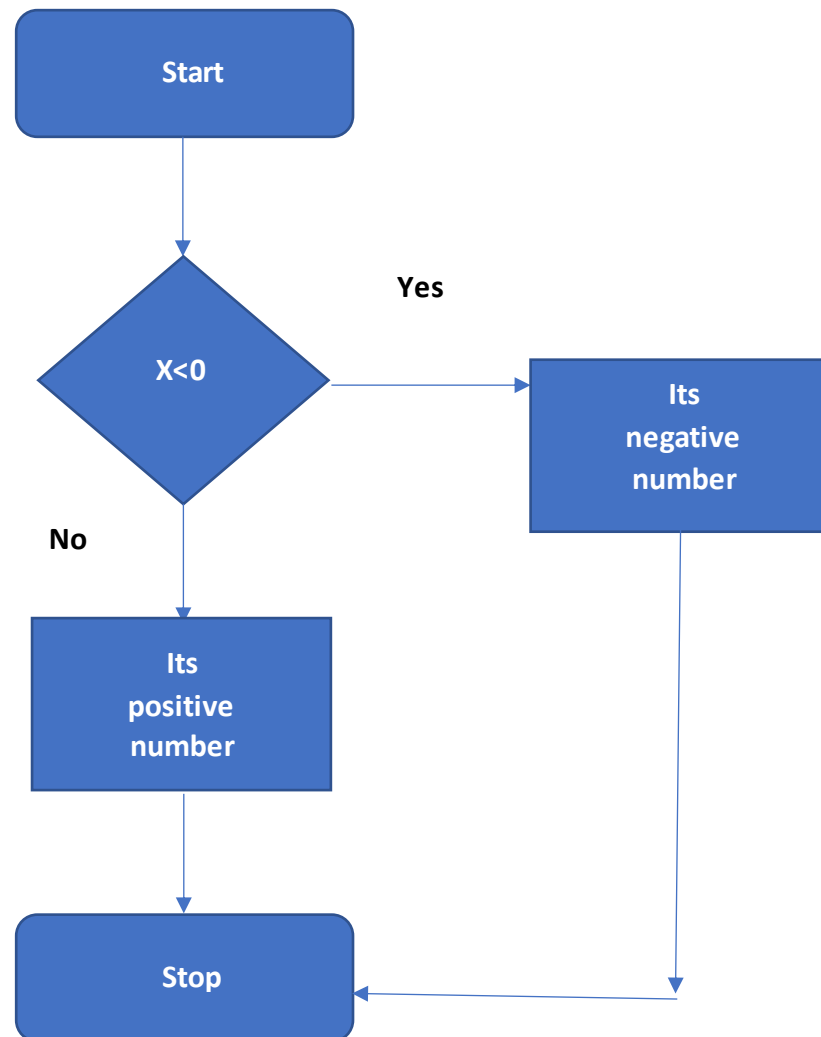 Start
Yes
X<0
Its
negative
number
No
Its
positive
number
Stop